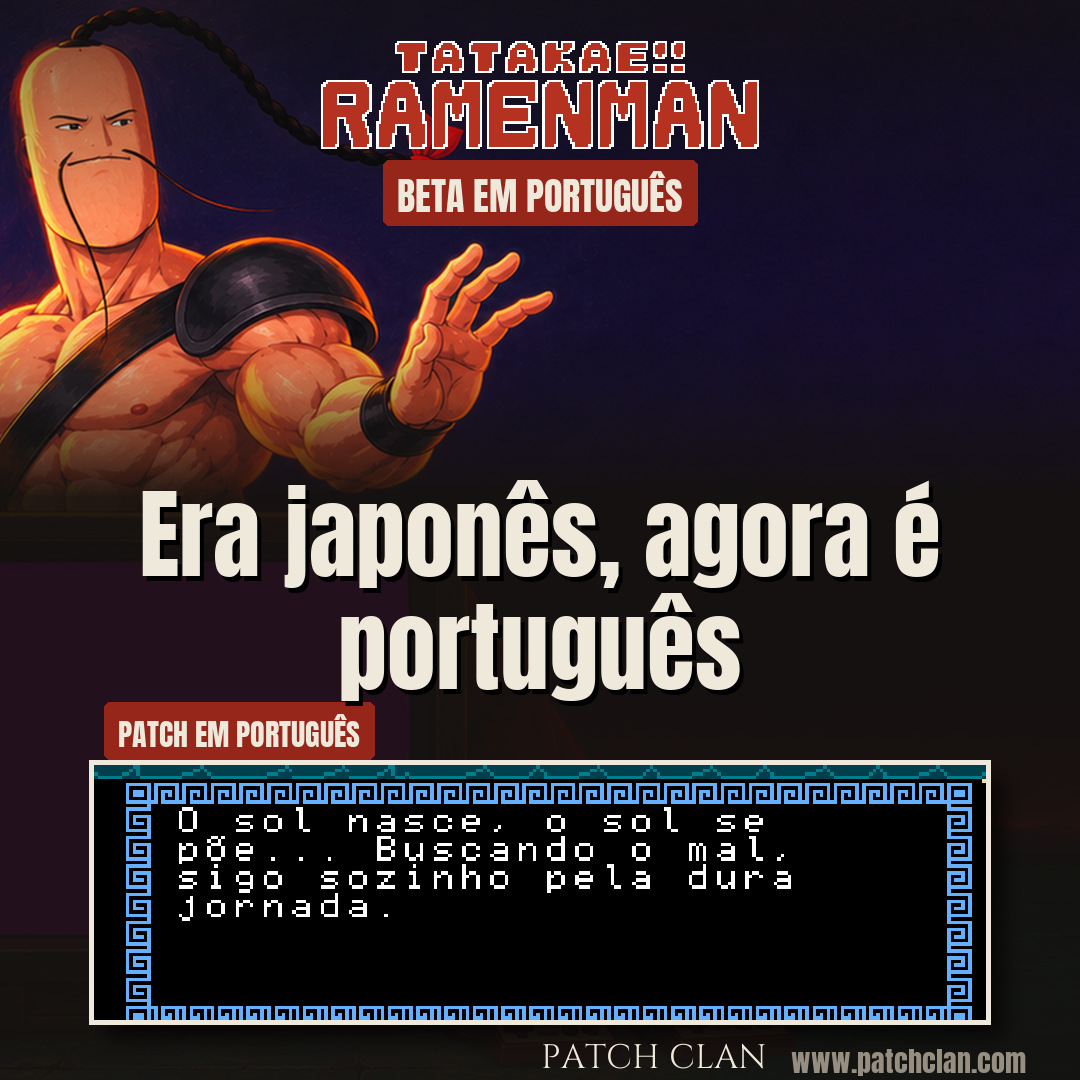 TATAKAE!!
RAMENMAN
BETA EM PORTUGUÊS
Era japonês, agora é
português
PATCH EM PORTUGUÊS
O sol nasce, o sol se
põe... Buscando o mal,
sigo sozinho pela dura
jornada.
PATCH CLAN www.patchclan.com